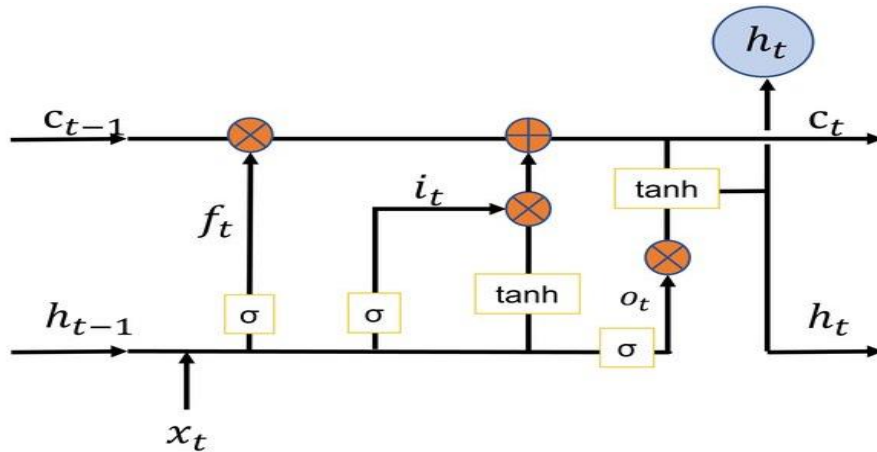 h_t
c_{t−1}
c_t
tanh
i_t
f_t
tanh
o_t
h_{t−1}
σ
σ
σ
h_t
x_t